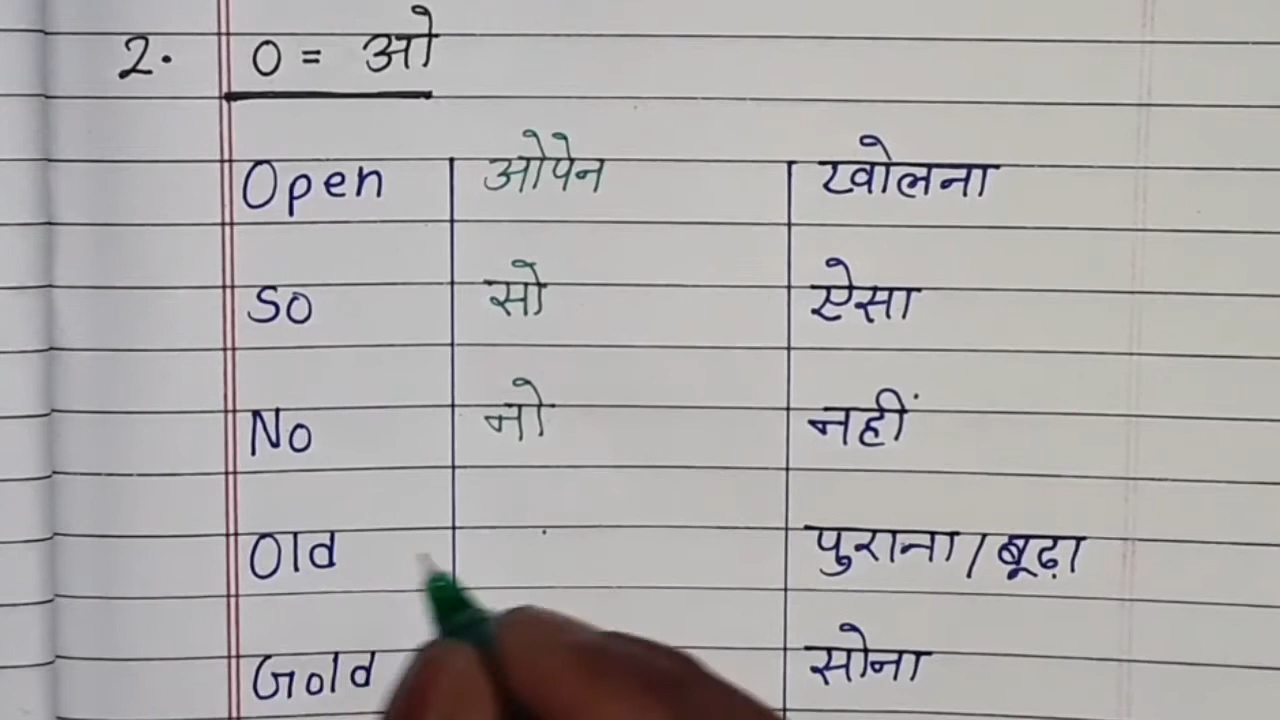 2. O = ओ
Open ओपेन खोलना
So सो ऐसा
No नो नहीं
Old पुराना/बूढ़ा
Gold सोना